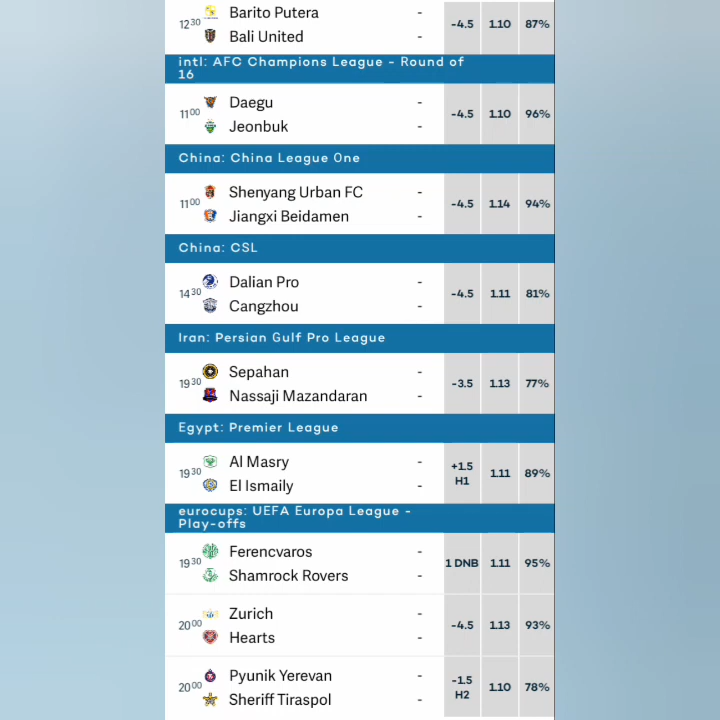 12 30 Barito Putera - -4.5 1.10 87%
Bali United -
intl: AFC Champions League - Round of
16
11 00 Daegu - -4.5 1.10 96%
Jeonbuk -
China: China League One
11 00 Shenyang Urban FC - -4.5 1.14 94%
Jiangxi Beidamen -
China: CSL
14 30 Dalian Pro - -4.5 1.11 81%
Cangzhou -
Iran: Persian Gulf Pro League
19 30 Sepahan - -3.5 1.13 77%
Nassaji Mazandaran -
Egypt: Premier League
19 30 Al Masry - +1.5 H1 1.11 89%
El Ismaily -
eurocups: UEFA Europa League -
Play-offs
19 30 Ferencvaros - 1 DNB 1.11 95%
Shamrock Rovers -
20 00 Zurich - -4.5 1.13 93%
Hearts -
20 00 Pyunik Yerevan - -1.5 H2 1.10 78%
Sheriff Tiraspol -